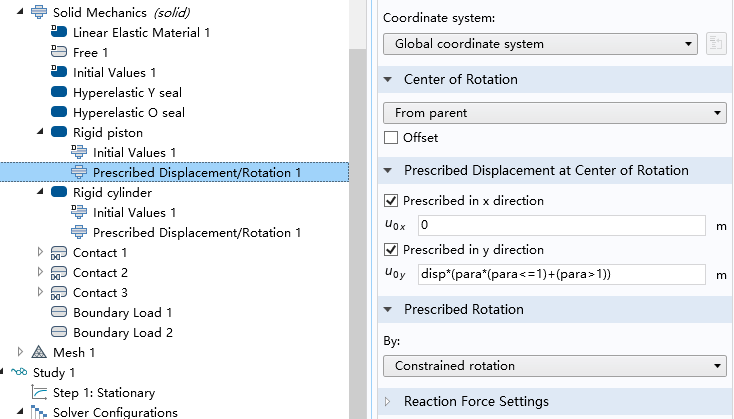 Solid Mechanics (solid)
Linear Elastic Material 1
Free 1
Initial Values 1
Hyperelastic Y seal
Hyperelastic O seal
Rigid piston
Initial Values 1
Prescribed Displacement/Rotation 1
Rigid cylinder
Initial Values 1
Prescribed Displacement/Rotation 1
Contact 1
Contact 2
Contact 3
Boundary Load 1
Boundary Load 2
Mesh 1
Study 1
Step 1: Stationary
Solver Configurations
Coordinate system:
Global coordinate system
Center of Rotation
From parent
Offset
Prescribed Displacement at Center of Rotation
Prescribed in x direction
u0x 0 m
Prescribed in y direction
u0y disp*(para*(para<=1)+(para>1)) m
Prescribed Rotation
By:
Constrained rotation
Reaction Force Settings